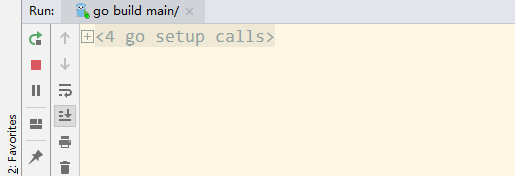 Run: go build main/
<4 go setup calls>
2: Favorites